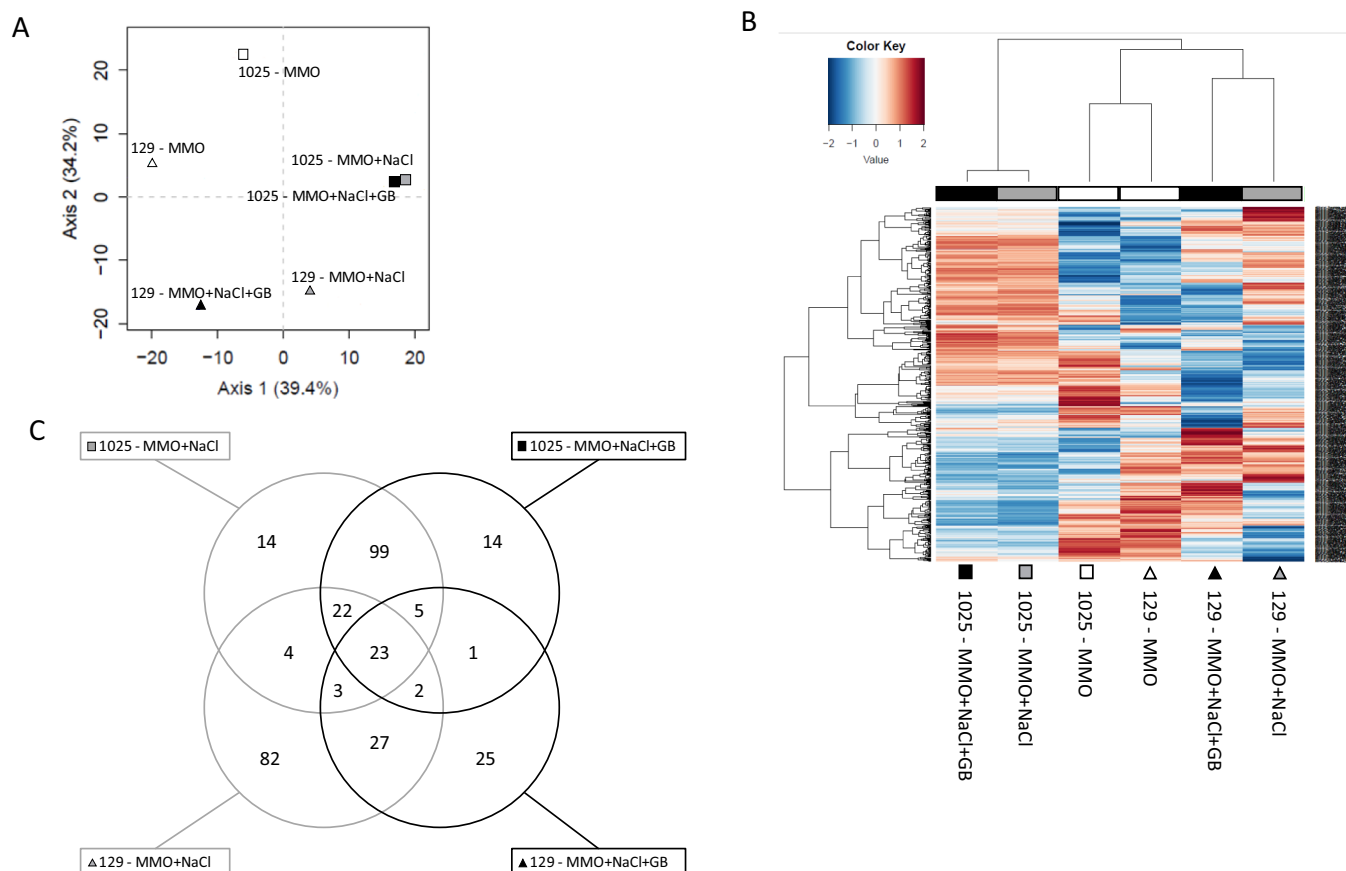 A
1025 - MMO
129 - MMO
1025 - MMO+NaCl
1025 - MMO+NaCl+GB
129 - MMO+NaCl
129 - MMO+NaCl+GB
Axis 2 (34.2%)
20
10
0
−10
−20
−20
−10
0
10
20
Axis 1 (39.4%)
B
Color Key
−2
−1
0
1
2
Value
1025 - MMO+NaCl+GB
1025 - MMO+NaCl
1025 - MMO
129 - MMO
129 - MMO+NaCl+GB
129 - MMO+NaCl
C
1025 - MMO+NaCl
1025 - MMO+NaCl+GB
14
99
14
22
5
4
23
1
3
2
82
27
25
129 - MMO+NaCl
129 - MMO+NaCl+GB